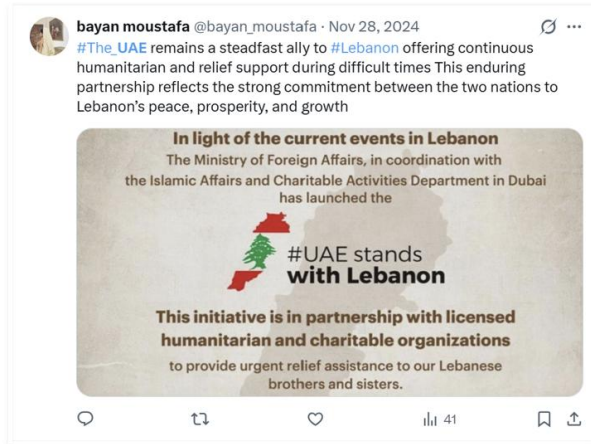 bayan moustafa @bayan_moustafa · Nov 28, 2024
#The_UAE remains a steadfast ally to #Lebanon offering continuous
humanitarian and relief support during difficult times This enduring
partnership reflects the strong commitment between the two nations to
Lebanon’s peace, prosperity, and growth
In light of the current events in Lebanon
The Ministry of Foreign Affairs, in coordination with
the Islamic Affairs and Charitable Activities Department in Dubai
has launched the
#UAE stands
with Lebanon
This initiative is in partnership with licensed
humanitarian and charitable organizations
to provide urgent relief assistance to our Lebanese
brothers and sisters.
41